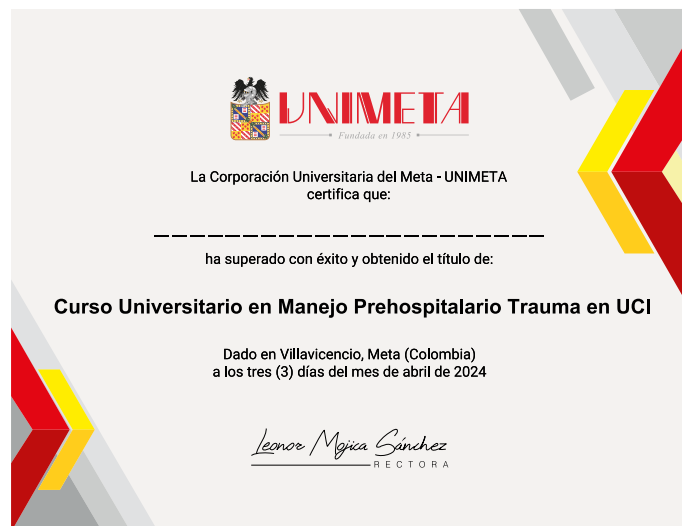 UNIMETA
Fundada en 1985
La Corporación Universitaria del Meta - UNIMETA
certifica que:
ha superado con éxito y obtenido el título de:
Curso Universitario en Manejo Prehospitalario Trauma en UCI
Dado en Villavicencio, Meta (Colombia)
a los tres (3) días del mes de abril de 2024
Leonor Mojica Sánchez
RECTORA